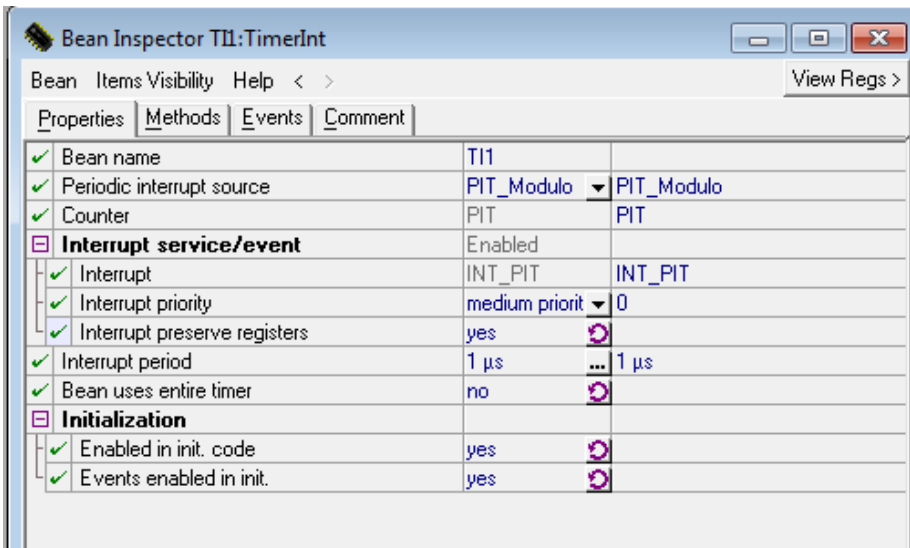 Bean Inspector TI1:TimerInt
Bean Items Visibility Help < > View Regs >
Properties Methods Events Comment
Bean name TI1
Periodic interrupt source PIT_Modulo PIT_Modulo
Counter PIT PIT
Interrupt service/event Enabled
Interrupt INT_PIT INT_PIT
Interrupt priority medium priorit 0
Interrupt preserve registers yes
Interrupt period 1 µs ... 1 µs
Bean uses entire timer no
Initialization
Enabled in init. code yes
Events enabled in init. yes